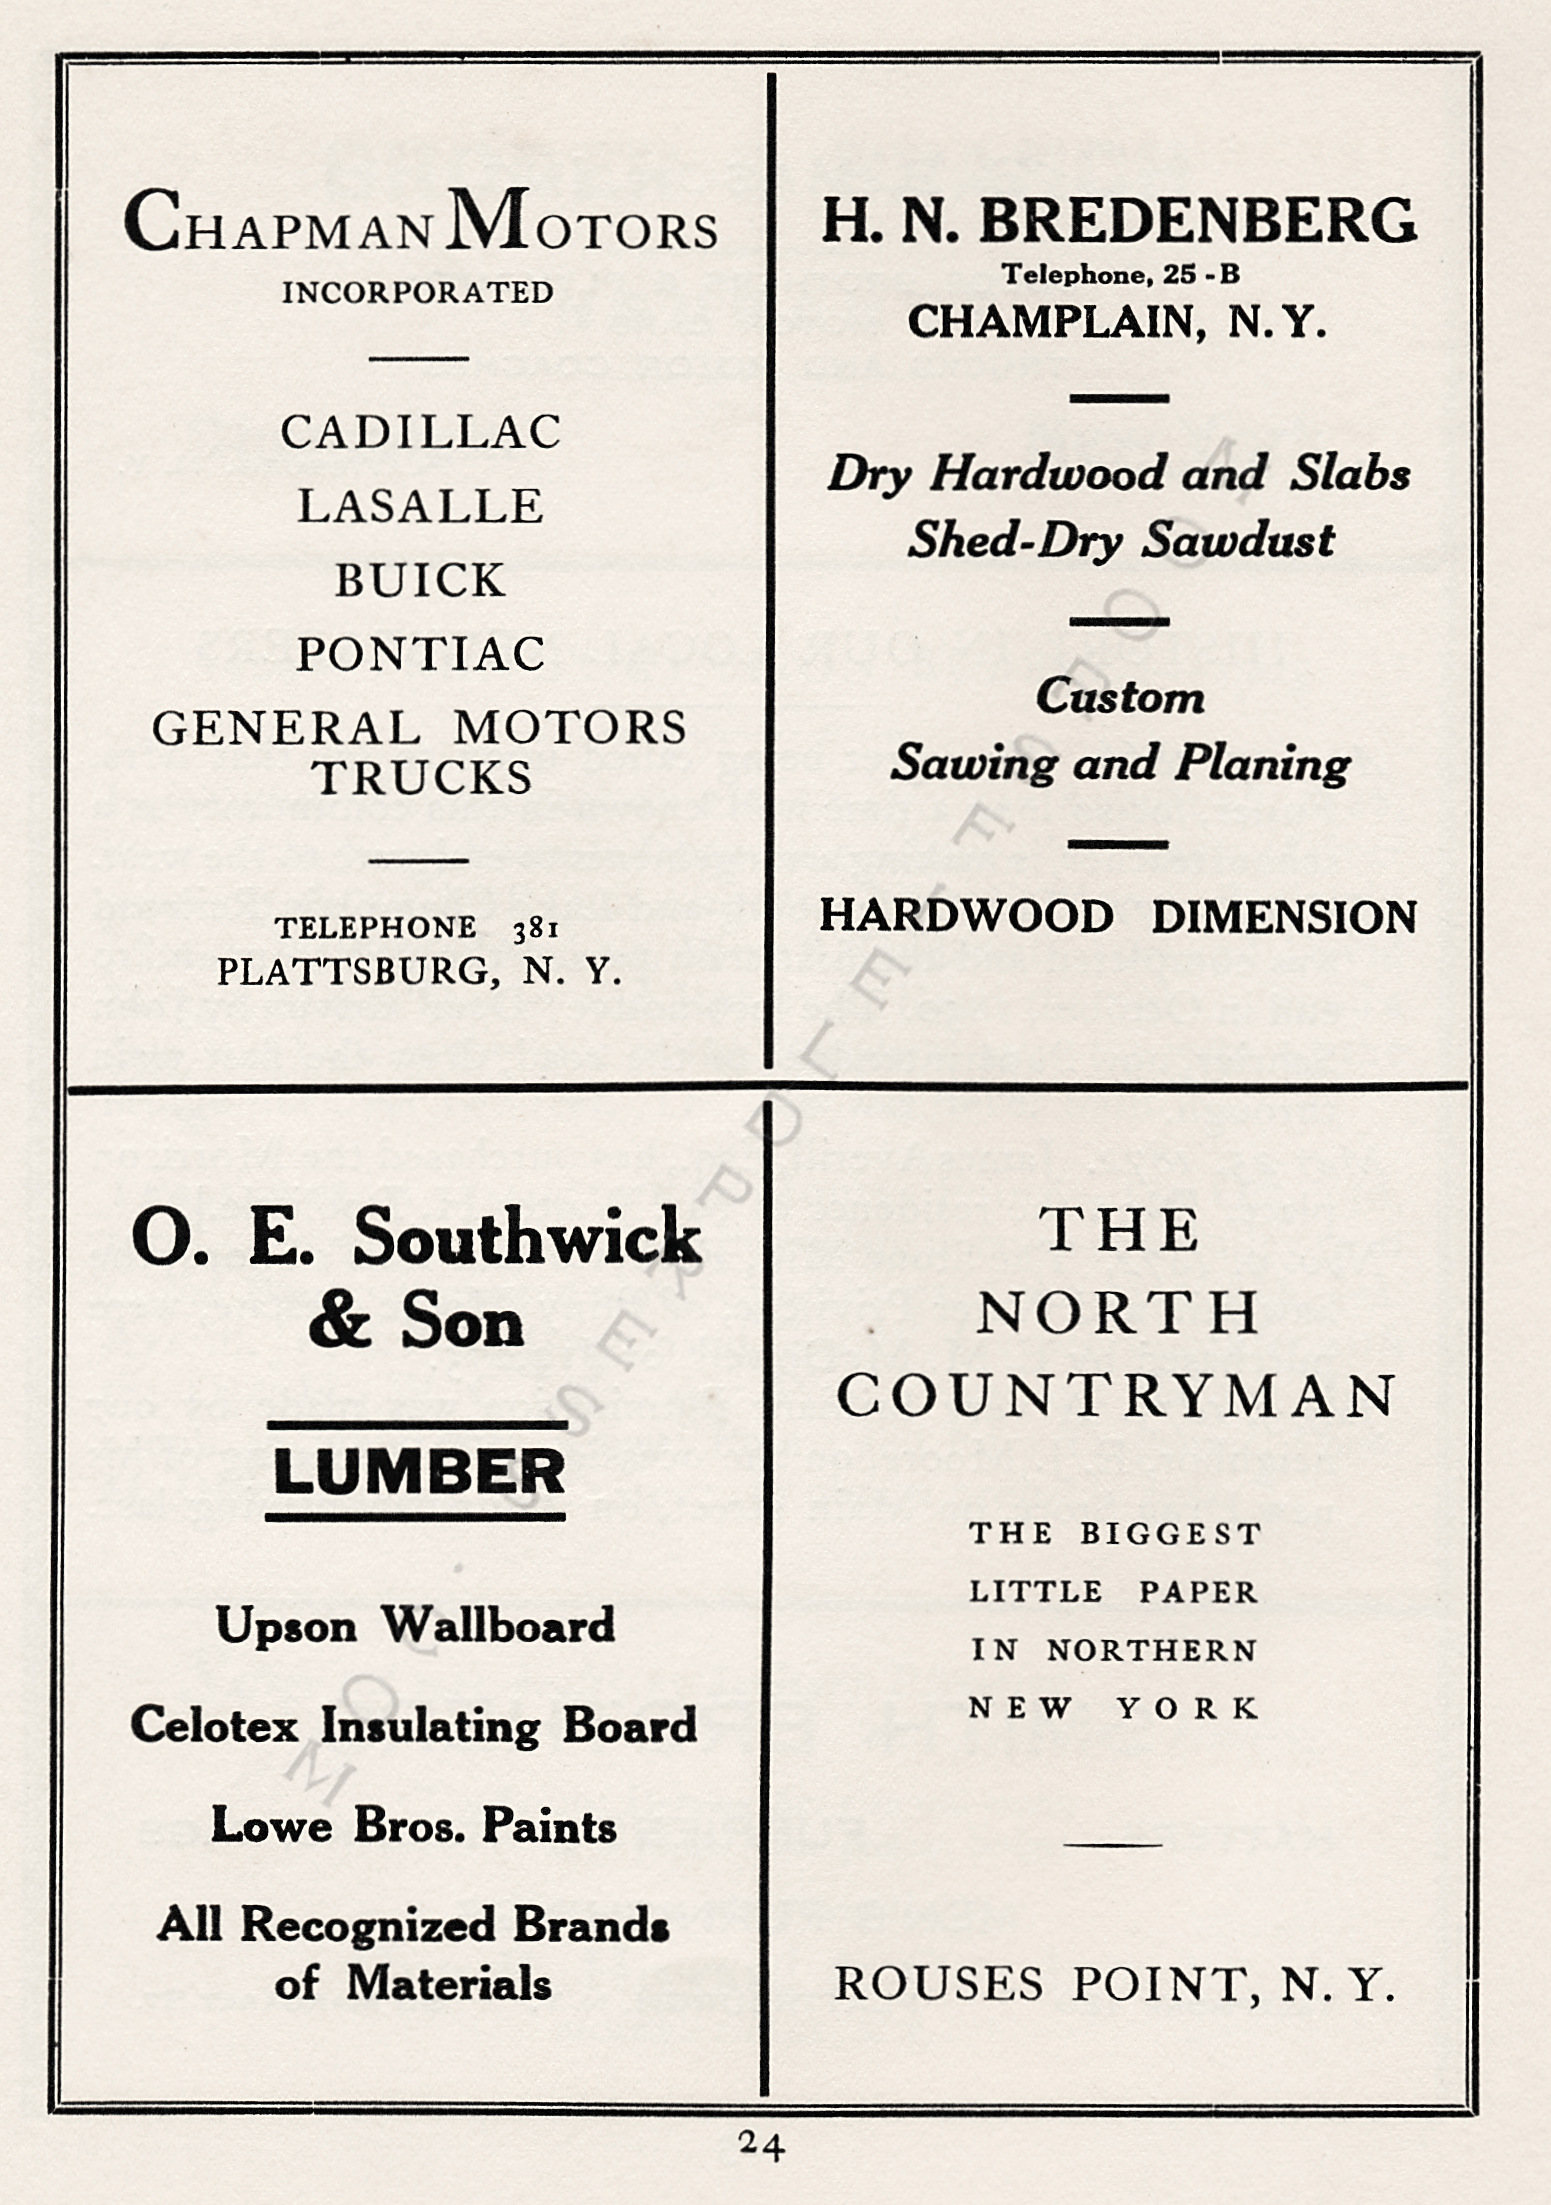 CHAPMAN MOTORS
INCORPORATED
CADILLAC
LASALLE
BUICK
PONTIAC
GENERAL MOTORS
TRUCKS
TELEPHONE 381
PLATTSBURG, N. Y.
H. N. BREDENBERG
Telephone, 25-B
CHAMPLAIN, N. Y.
Dry Hardwood and Slabs
Shed-Dry Sawdust
Custom
Sawing and Planing
HARDWOOD DIMENSION
O. E. Southwick
& Son
LUMBER
Upson Wallboard
Celotex Insulating Board
Lowe Bros. Paints
All Recognized Brands
of Materials
THE
NORTH
COUNTRYMAN
THE BIGGEST
LITTLE PAPER
IN NORTHERN
NEW YORK
ROUSES POINT, N. Y.
24
MOORSFIELDPRESS.COM